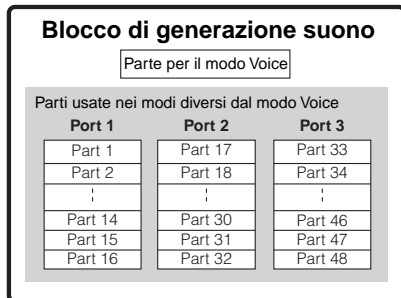 Blocco di generazione suono
Parte per il modo Voice
Parti usate nei modi diversi dal modo Voice
Port 1 Port 2 Port 3
Part 1 Part 17 Part 33
Part 2 Part 18 Part 34
Part 14 Part 30 Part 46
Part 15 Part 31 Part 47
Part 16 Part 32 Part 48